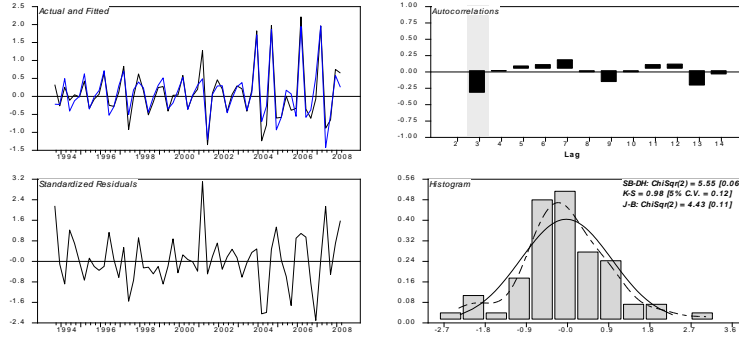 Actual and Fitted
2.5
2.0
1.5
1.0
0.5
0.0
-0.5
-1.0
-1.5
1994 1996 1998 2000 2002 2004 2006 2008
Autocorrelations
1.00
0.75
0.50
0.25
0.00
-0.25
-0.50
-0.75
-1.00
2 3 4 5 6 7 8 9 10 11 12 13 14
Lag
Standardized Residuals
3.2
2.4
1.6
0.8
0.0
-0.8
-1.6
-2.4
1994 1996 1998 2000 2002 2004 2006 2008
Histogram
SB-DH: ChiSqr(2) = 5.55 [0.06
K-S = 0.98 [5% C.V. = 0.12]
J-B: ChiSqr(2) = 4.43 [0.11]
0.56
0.48
0.40
0.32
0.24
0.16
0.08
0.00
-2.7 -1.8 -0.9 -0.0 0.9 1.8 2.7 3.6